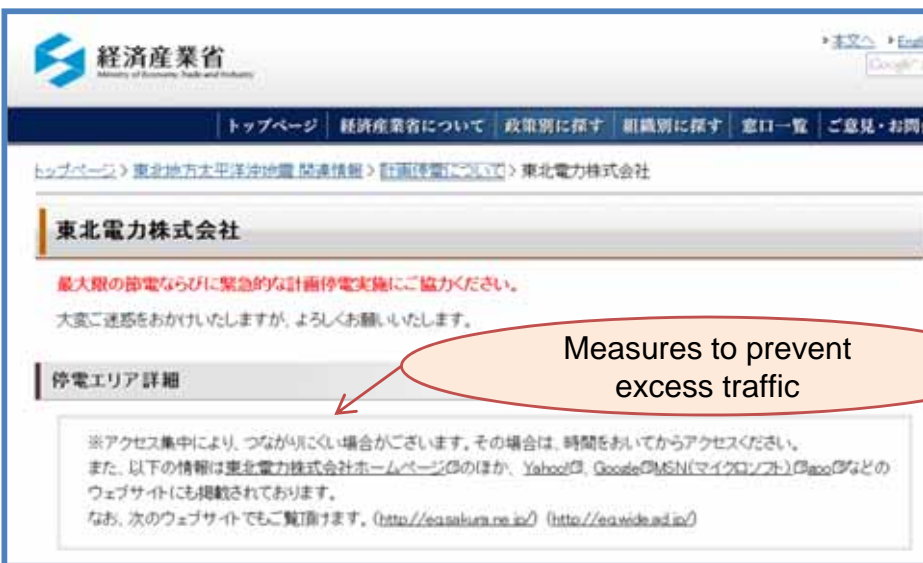 経済産業省
Ministry of Economy, Trade and Industry
本文へ
トップページ 経済産業省について 政策別に探す 組織別に探す 窓口一覧 ご意見・お問
トップページ > 東北地方太平洋沖地震 関連情報 > 計画停電について > 東北電力株式会社
東北電力株式会社
最大限の節電ならびに緊急的な計画停電実施にご協力ください。
大変ご迷惑をおかけいたしますが、よろしくお願いいたします。
Measures to prevent
excess traffic
停電エリア詳細
※アクセス集中により、つながりにくい場合がございます。その場合は、時間をおいてからアクセスください。
また、以下の情報は東北電力株式会社ホームページのほか、Yahoo!、Google MSN(マイクロソフト) gooなどの
ウェブサイトにも掲載されております。
なお、次のウェブサイトでもご覧頂けます。(http://eq.sakura.ne.jp/) (http://eq.wide.ad.jp/)